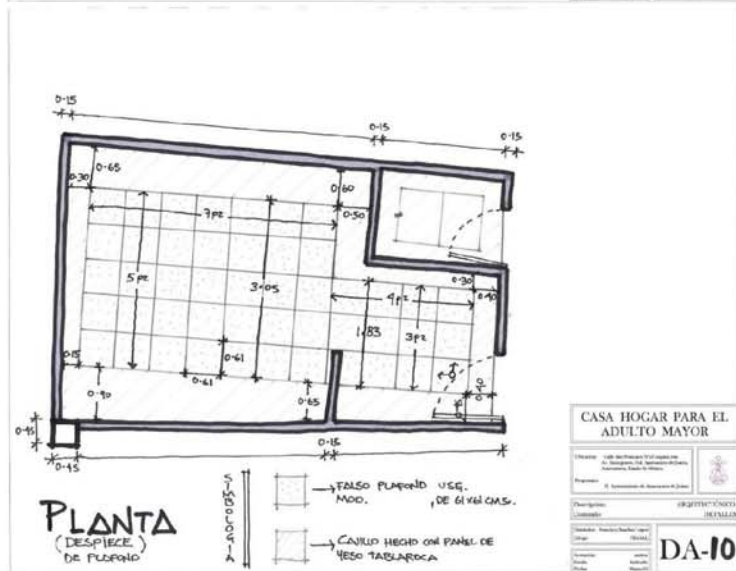 0.15
0.15
0.15
0.65
0.30
0.60
0.50
7pz
5pz
3.05
0.30
0.40
4pz
1.83
3pz
0.61
0.61
0.15
0.90
0.65
0.45
0.45
0.15
PLANTA
(DESPIECE)
DE PLAFOND
SIMBOLOGIA
FALSO PLAFOND USG.
MOD. , DE 61X61 CMS.
CAJILLO HECHO CON PANEL DE
YESO TABLAROCA
CASA HOGAR PARA EL
ADULTO MAYOR
DA-10